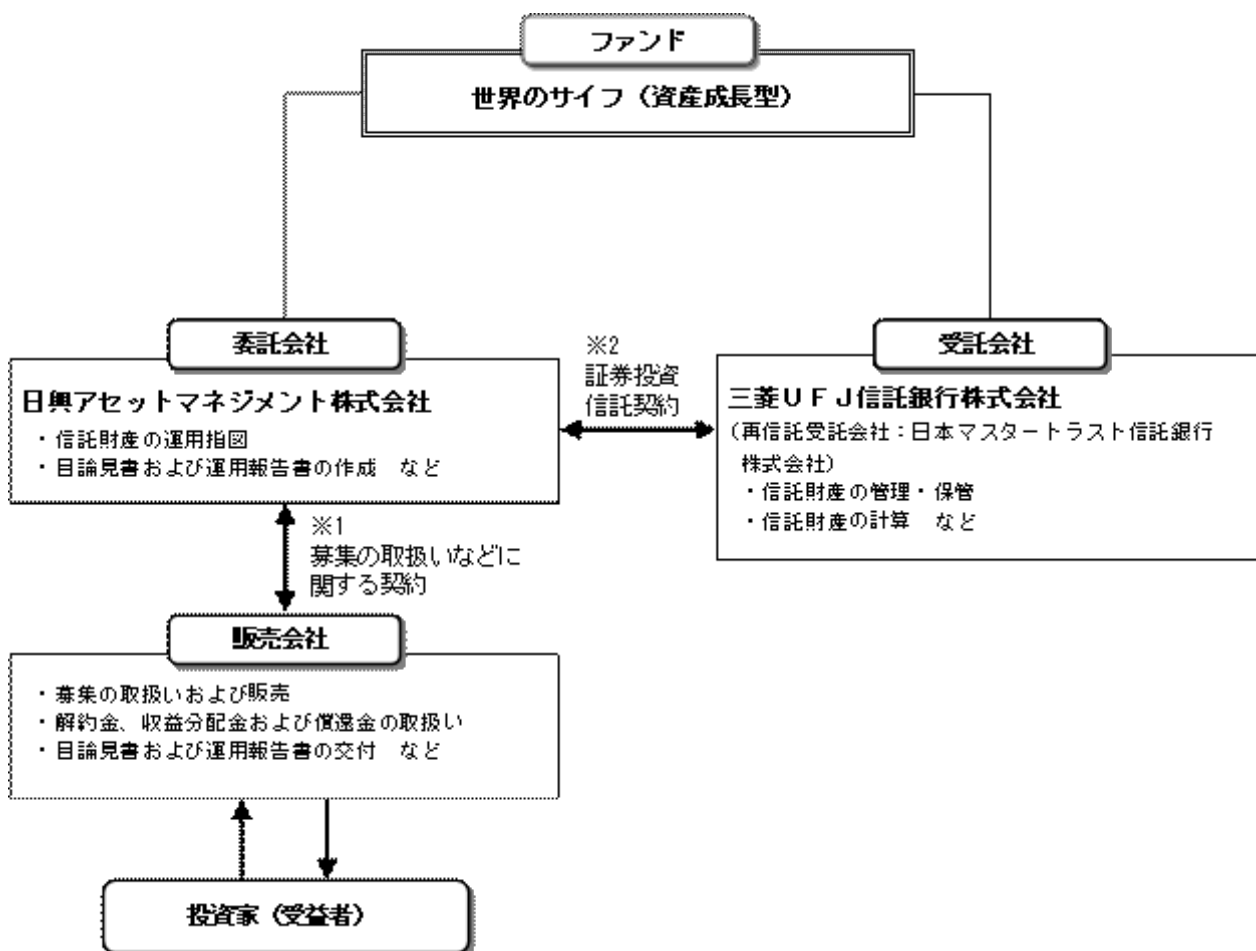 ファンド
世界のサイフ（資産成長型）
委託会社
日興アセットマネジメント株式会社
・信託財産の運用指図
・目論見書および運用報告書の作成　など
※2
証券投資
信託契約
受託会社
三菱ＵＦＪ信託銀行株式会社
（再信託受託会社：日本マスタートラスト信託銀行
株式会社）
・信託財産の管理・保管
・信託財産の計算　など
※1
募集の取扱いなどに
関する契約
販売会社
・募集の取扱いおよび販売
・解約金、収益分配金および償還金の取扱い
・目論見書および運用報告書の交付　など
投資家（受益者）